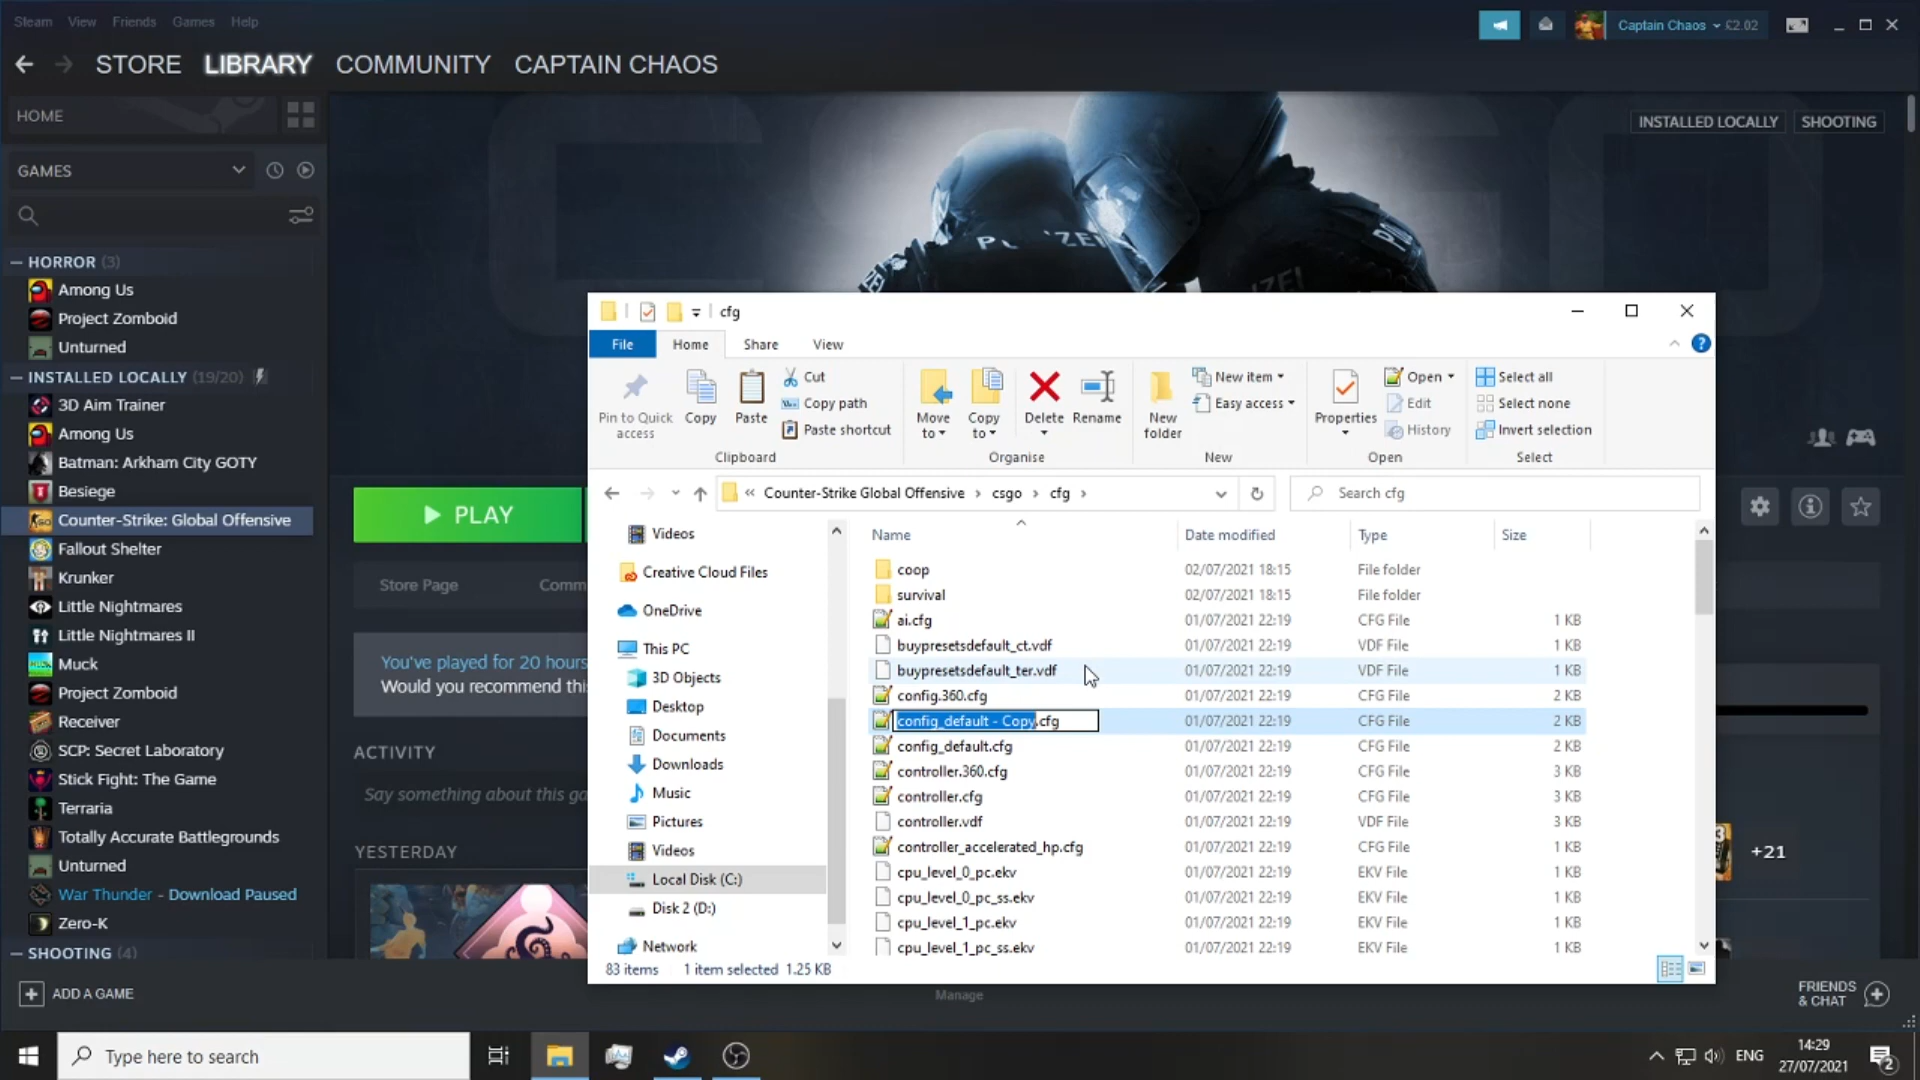 Steam View Friends Games Help
Captain Chaos £2.02
STORE LIBRARY COMMUNITY CAPTAIN CHAOS
HOME
INSTALLED LOCALLY SHOOTING
GAMES
HORROR (3)
Among Us
Project Zomboid
Unturned
INSTALLED LOCALLY (19/20)
3D Aim Trainer
Among Us
Batman: Arkham City GOTY
Besiege
Counter-Strike: Global Offensive
Fallout Shelter
Krunker
Little Nightmares
Little Nightmares II
Muck
Project Zomboid
Receiver
SCP: Secret Laboratory
Stick Fight: The Game
Terraria
Totally Accurate Battlegrounds
Unturned
War Thunder - Download Paused
Zero-K
SHOOTING (4)
ADD A GAME
PLAY
Store Page
You've played for 20 hours
ACTIVITY
Say something about this
YESTERDAY
+21
Manage
FRIENDS
& CHAT
cfg
File Home Share View
Pin to Quick access
Copy
Paste
Cut
Copy path
Paste shortcut
Move to
Copy to
Delete
Rename
New folder
New item
Easy access
Properties
Open
Edit
History
Select all
Select none
Invert selection
Clipboard Organise New Open Select
« Counter-Strike Global Offensive › csgo › cfg ›
Search cfg
Videos
Creative Cloud Files
OneDrive
This PC
3D Objects
Desktop
Documents
Downloads
Music
Pictures
Videos
Local Disk (C:)
Disk 2 (D:)
Network
Name Date modified Type Size
coop 02/07/2021 18:15 File folder
survival 02/07/2021 18:15 File folder
ai.cfg 01/07/2021 22:19 CFG File 1 KB
buypresetsdefault_ct.vdf 01/07/2021 22:19 VDF File 1 KB
buypresetsdefault_ter.vdf 01/07/2021 22:19 VDF File 1 KB
config.360.cfg 01/07/2021 22:19 CFG File 2 KB
config_default - Copy.cfg 01/07/2021 22:19 CFG File 2 KB
config_default.cfg 01/07/2021 22:19 CFG File 2 KB
controller.360.cfg 01/07/2021 22:19 CFG File 3 KB
controller.cfg 01/07/2021 22:19 CFG File 3 KB
controller.vdf 01/07/2021 22:19 VDF File 3 KB
controller_accelerated_hp.cfg 01/07/2021 22:19 CFG File 1 KB
cpu_level_0_pc.ekv 01/07/2021 22:19 EKV File 1 KB
cpu_level_0_pc_ss.ekv 01/07/2021 22:19 EKV File 1 KB
cpu_level_1_pc.ekv 01/07/2021 22:19 EKV File 1 KB
cpu_level_1_pc_ss.ekv 01/07/2021 22:19 EKV File 1 KB
83 items 1 item selected 1.25 KB
Type here to search
ENG
14:29
27/07/2021
2